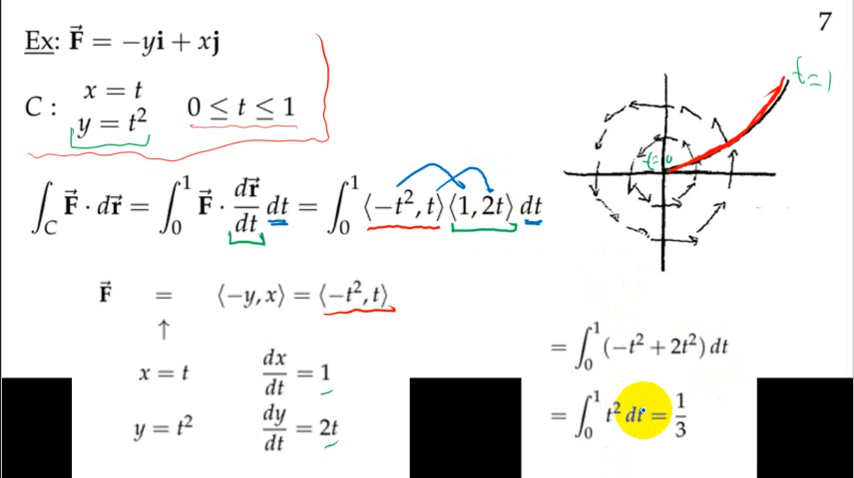 7
Ex: F⃗ = −yi + xj
C : x = t
y = t² 0 ≤ t ≤ 1
t=1
t=0
∫_C F⃗ · dr⃗ = ∫₀¹ F⃗ · dr⃗/dt dt = ∫₀¹ ⟨−t², t⟩⟨1, 2t⟩ dt
F⃗ = ⟨−y, x⟩ = ⟨−t², t⟩
↑
x = t dx/dt = 1
y = t² dy/dt = 2t
= ∫₀¹ (−t² + 2t²) dt
= ∫₀¹ t² dt = 1/3